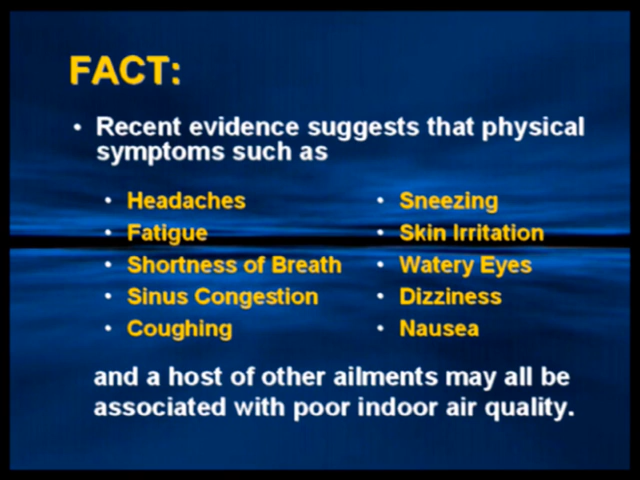 FACT:
• Recent evidence suggests that physical
symptoms such as
• Headaches
• Fatigue
• Shortness of Breath
• Sinus Congestion
• Coughing
• Sneezing
• Skin Irritation
• Watery Eyes
• Dizziness
• Nausea
and a host of other ailments may all be
associated with poor indoor air quality.